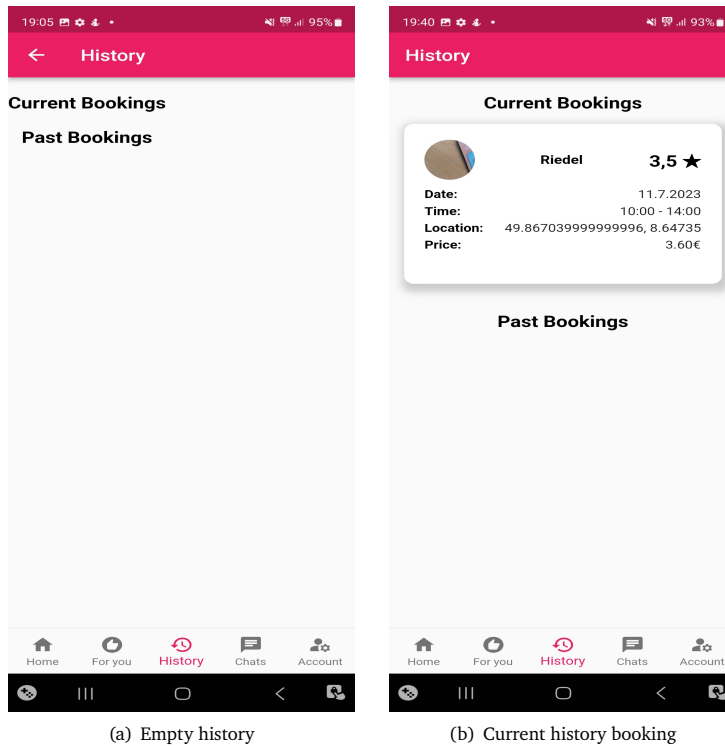 19:05
95%
History
Current Bookings
Past Bookings
Home
For you
History
Chats
Account
(a) Empty history
19:40
93%
History
Current Bookings
Riedel
3,5 ★
Date: 11.7.2023
Time: 10:00 - 14:00
Location: 49.867039999999996, 8.64735
Price: 3.60€
Past Bookings
Home
For you
History
Chats
Account
(b) Current history booking